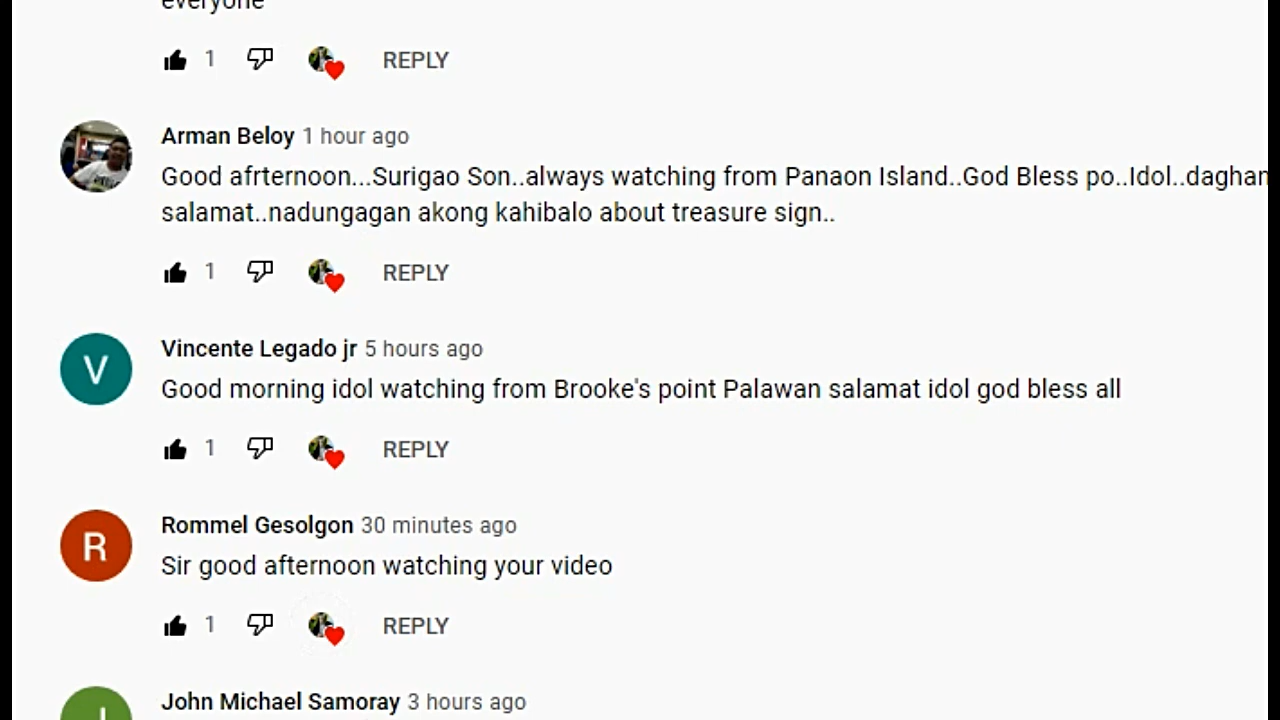 everyone
1 REPLY
Arman Beloy 1 hour ago
Good afrternoon...Surigao Son..always watching from Panaon Island..God Bless po..Idol..daghan
salamat..nadungagan akong kahibalo about treasure sign..
1 REPLY
V
Vincente Legado jr 5 hours ago
Good morning idol watching from Brooke's point Palawan salamat idol god bless all
1 REPLY
R
Rommel Gesolgon 30 minutes ago
Sir good afternoon watching your video
1 REPLY
John Michael Samoray 3 hours ago